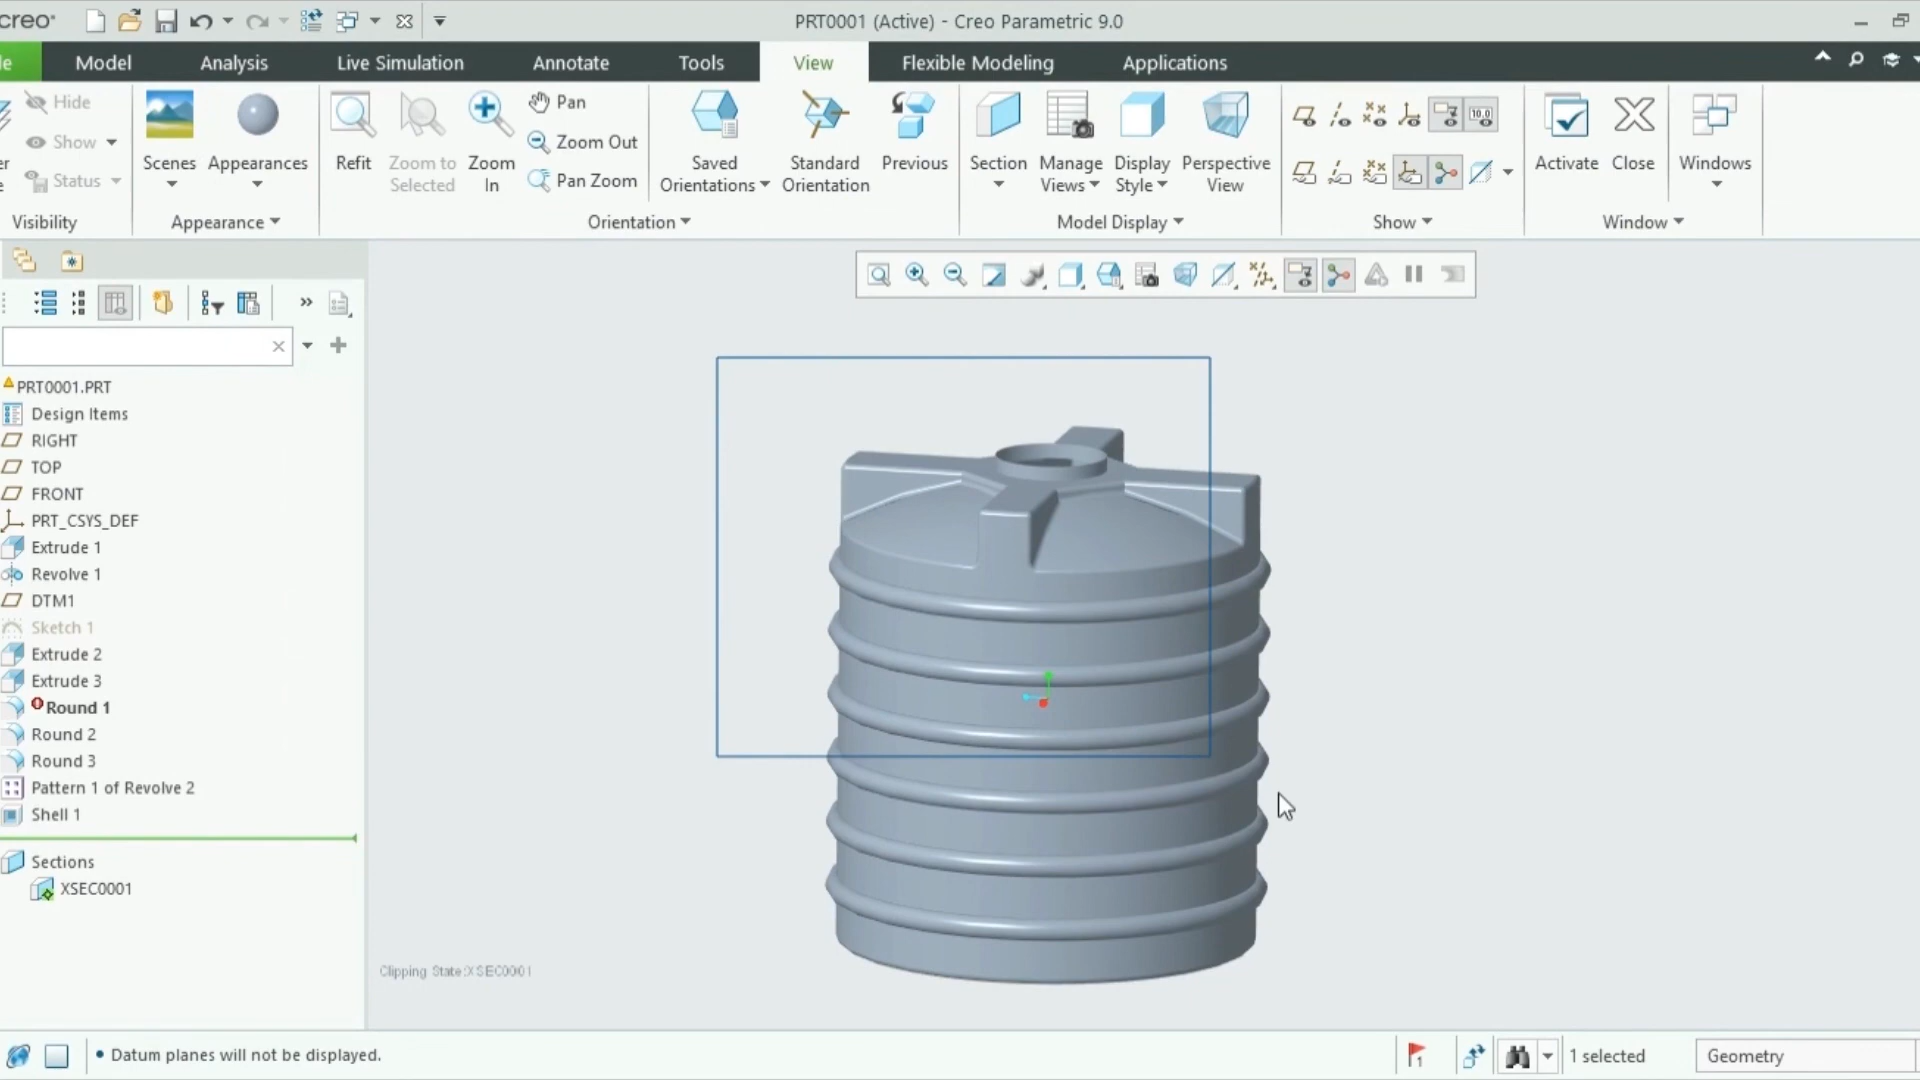 creo
PRT0001 (Active) - Creo Parametric 9.0
Model
Analysis
Live Simulation
Annotate
Tools
View
Flexible Modeling
Applications
Hide
Show
Status
Visibility
Scenes
Appearances
Appearance
Refit
Zoom to
Selected
Zoom
In
Pan
Zoom Out
Pan Zoom
Saved
Orientations
Standard
Orientation
Previous
Orientation
Section
Manage
Views
Display
Style
Perspective
View
Model Display
10.0
Show
Activate
Close
Windows
Window
PRT0001.PRT
Design Items
RIGHT
TOP
FRONT
PRT_CSYS_DEF
Extrude 1
Revolve 1
DTM1
Sketch 1
Extrude 2
Extrude 3
Round 1
Round 2
Round 3
Pattern 1 of Revolve 2
Shell 1
Sections
XSEC0001
Clipping State:XSEC0001
• Datum planes will not be displayed.
1
1 selected
Geometry